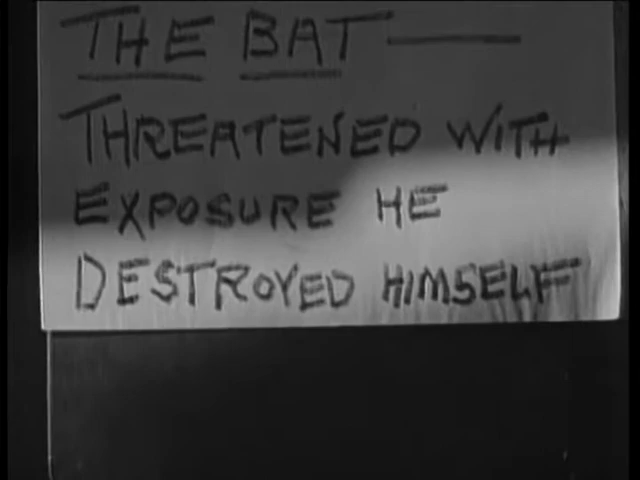 THE BAT—
THREATENED WITH
EXPOSURE HE
DESTROYED HIMSELF